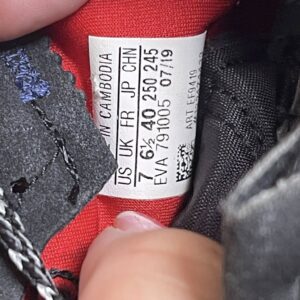 IN CAMBODIA
US UK FR JP CHN
7 6½ 40 250 245
EVA 791005 07/19
ART EF9419